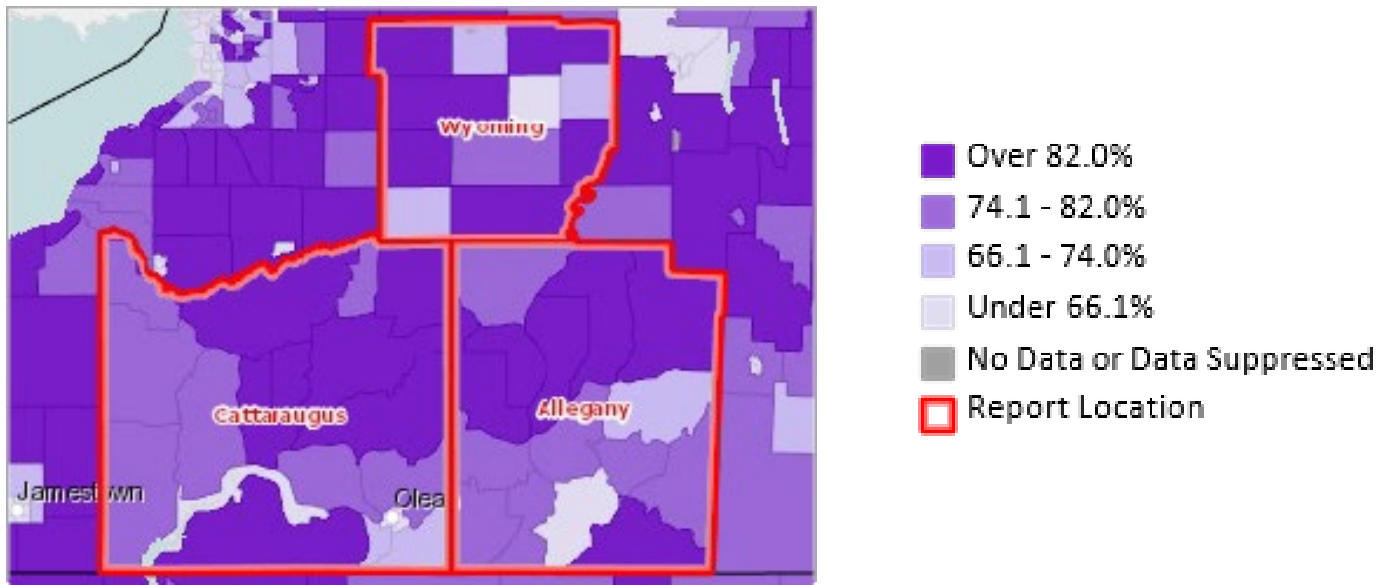 Wyoming
Cattaraugus
Allegany
Jamestown
Olea
Over 82.0%
74.1 - 82.0%
66.1 - 74.0%
Under 66.1%
No Data or Data Suppressed
Report Location